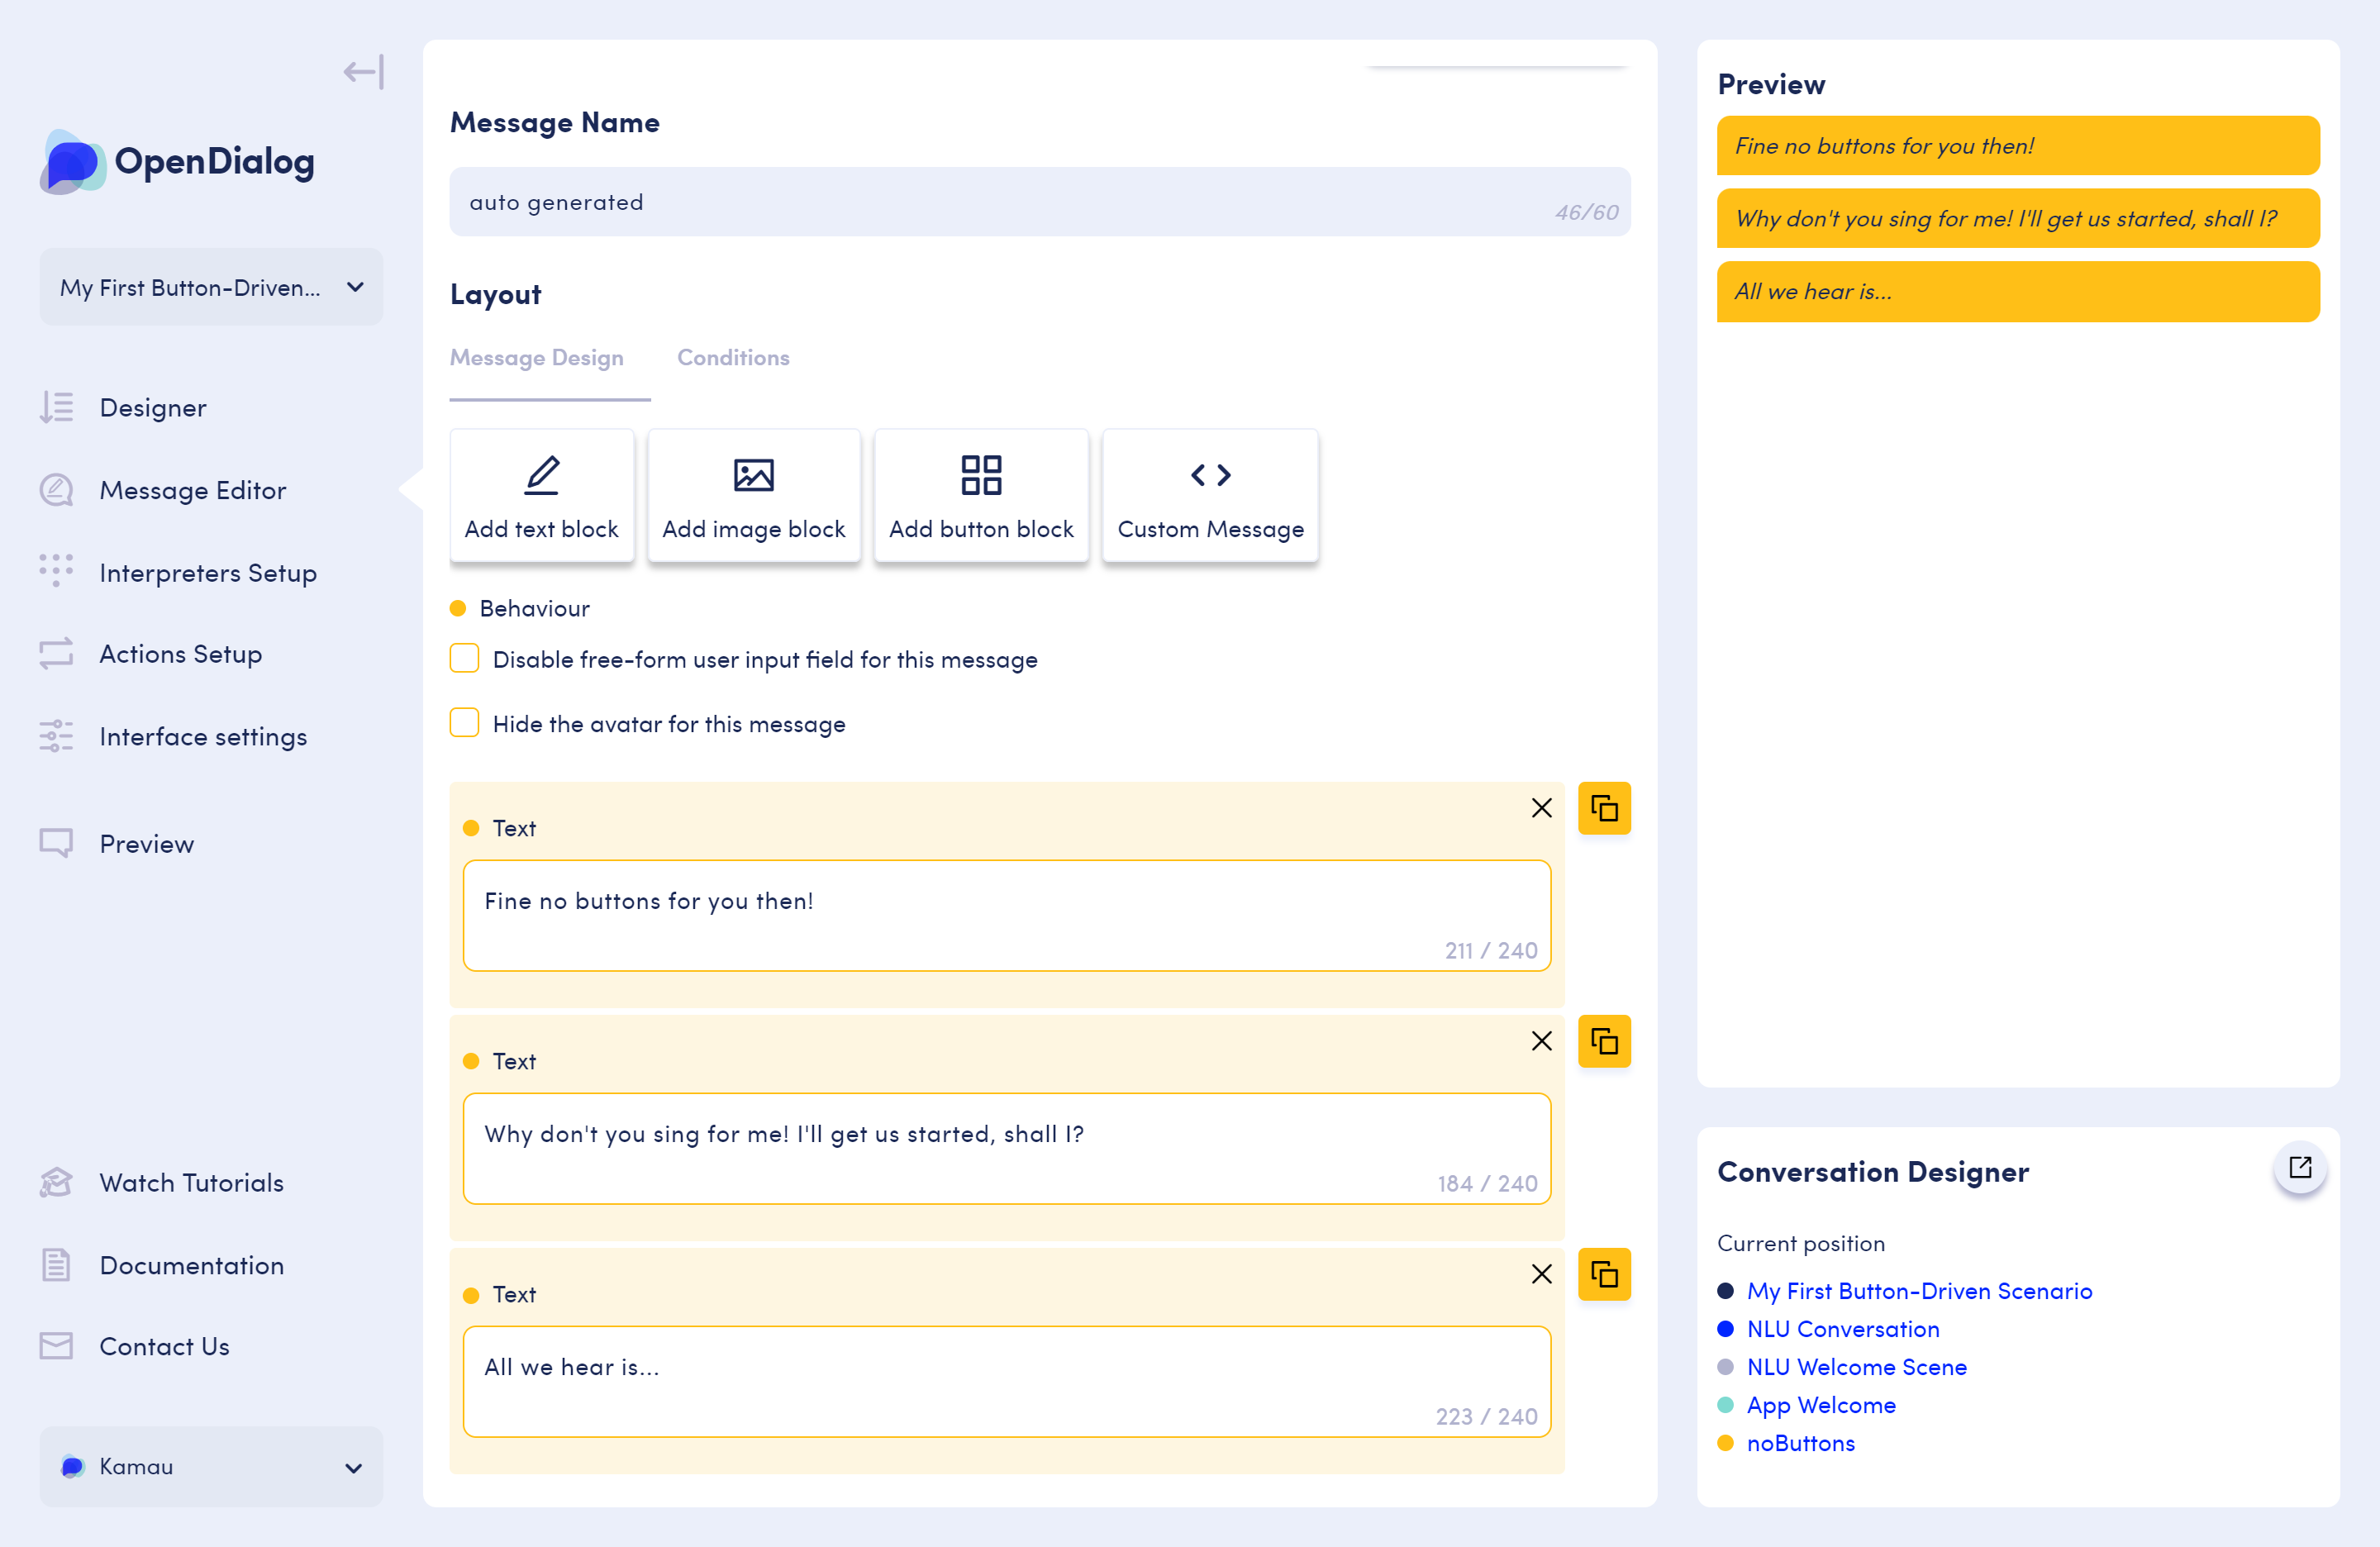 OpenDialog
My First Button-Driven...
Designer
Message Editor
Interpreters Setup
Actions Setup
Interface settings
Preview
Watch Tutorials
Documentation
Contact Us
Kamau
Message Name
auto generated
46/60
Layout
Message Design Conditions
Add text block Add image block Add button block Custom Message
Behaviour
Disable free-form user input field for this message
Hide the avatar for this message
Text
Fine no buttons for you then!
211 / 240
Text
Why don't you sing for me! I'll get us started, shall I?
184 / 240
Text
All we hear is...
223 / 240
Preview
Fine no buttons for you then!
Why don't you sing for me! I'll get us started, shall I?
All we hear is...
Conversation Designer
Current position
My First Button-Driven Scenario
NLU Conversation
NLU Welcome Scene
App Welcome
noButtons